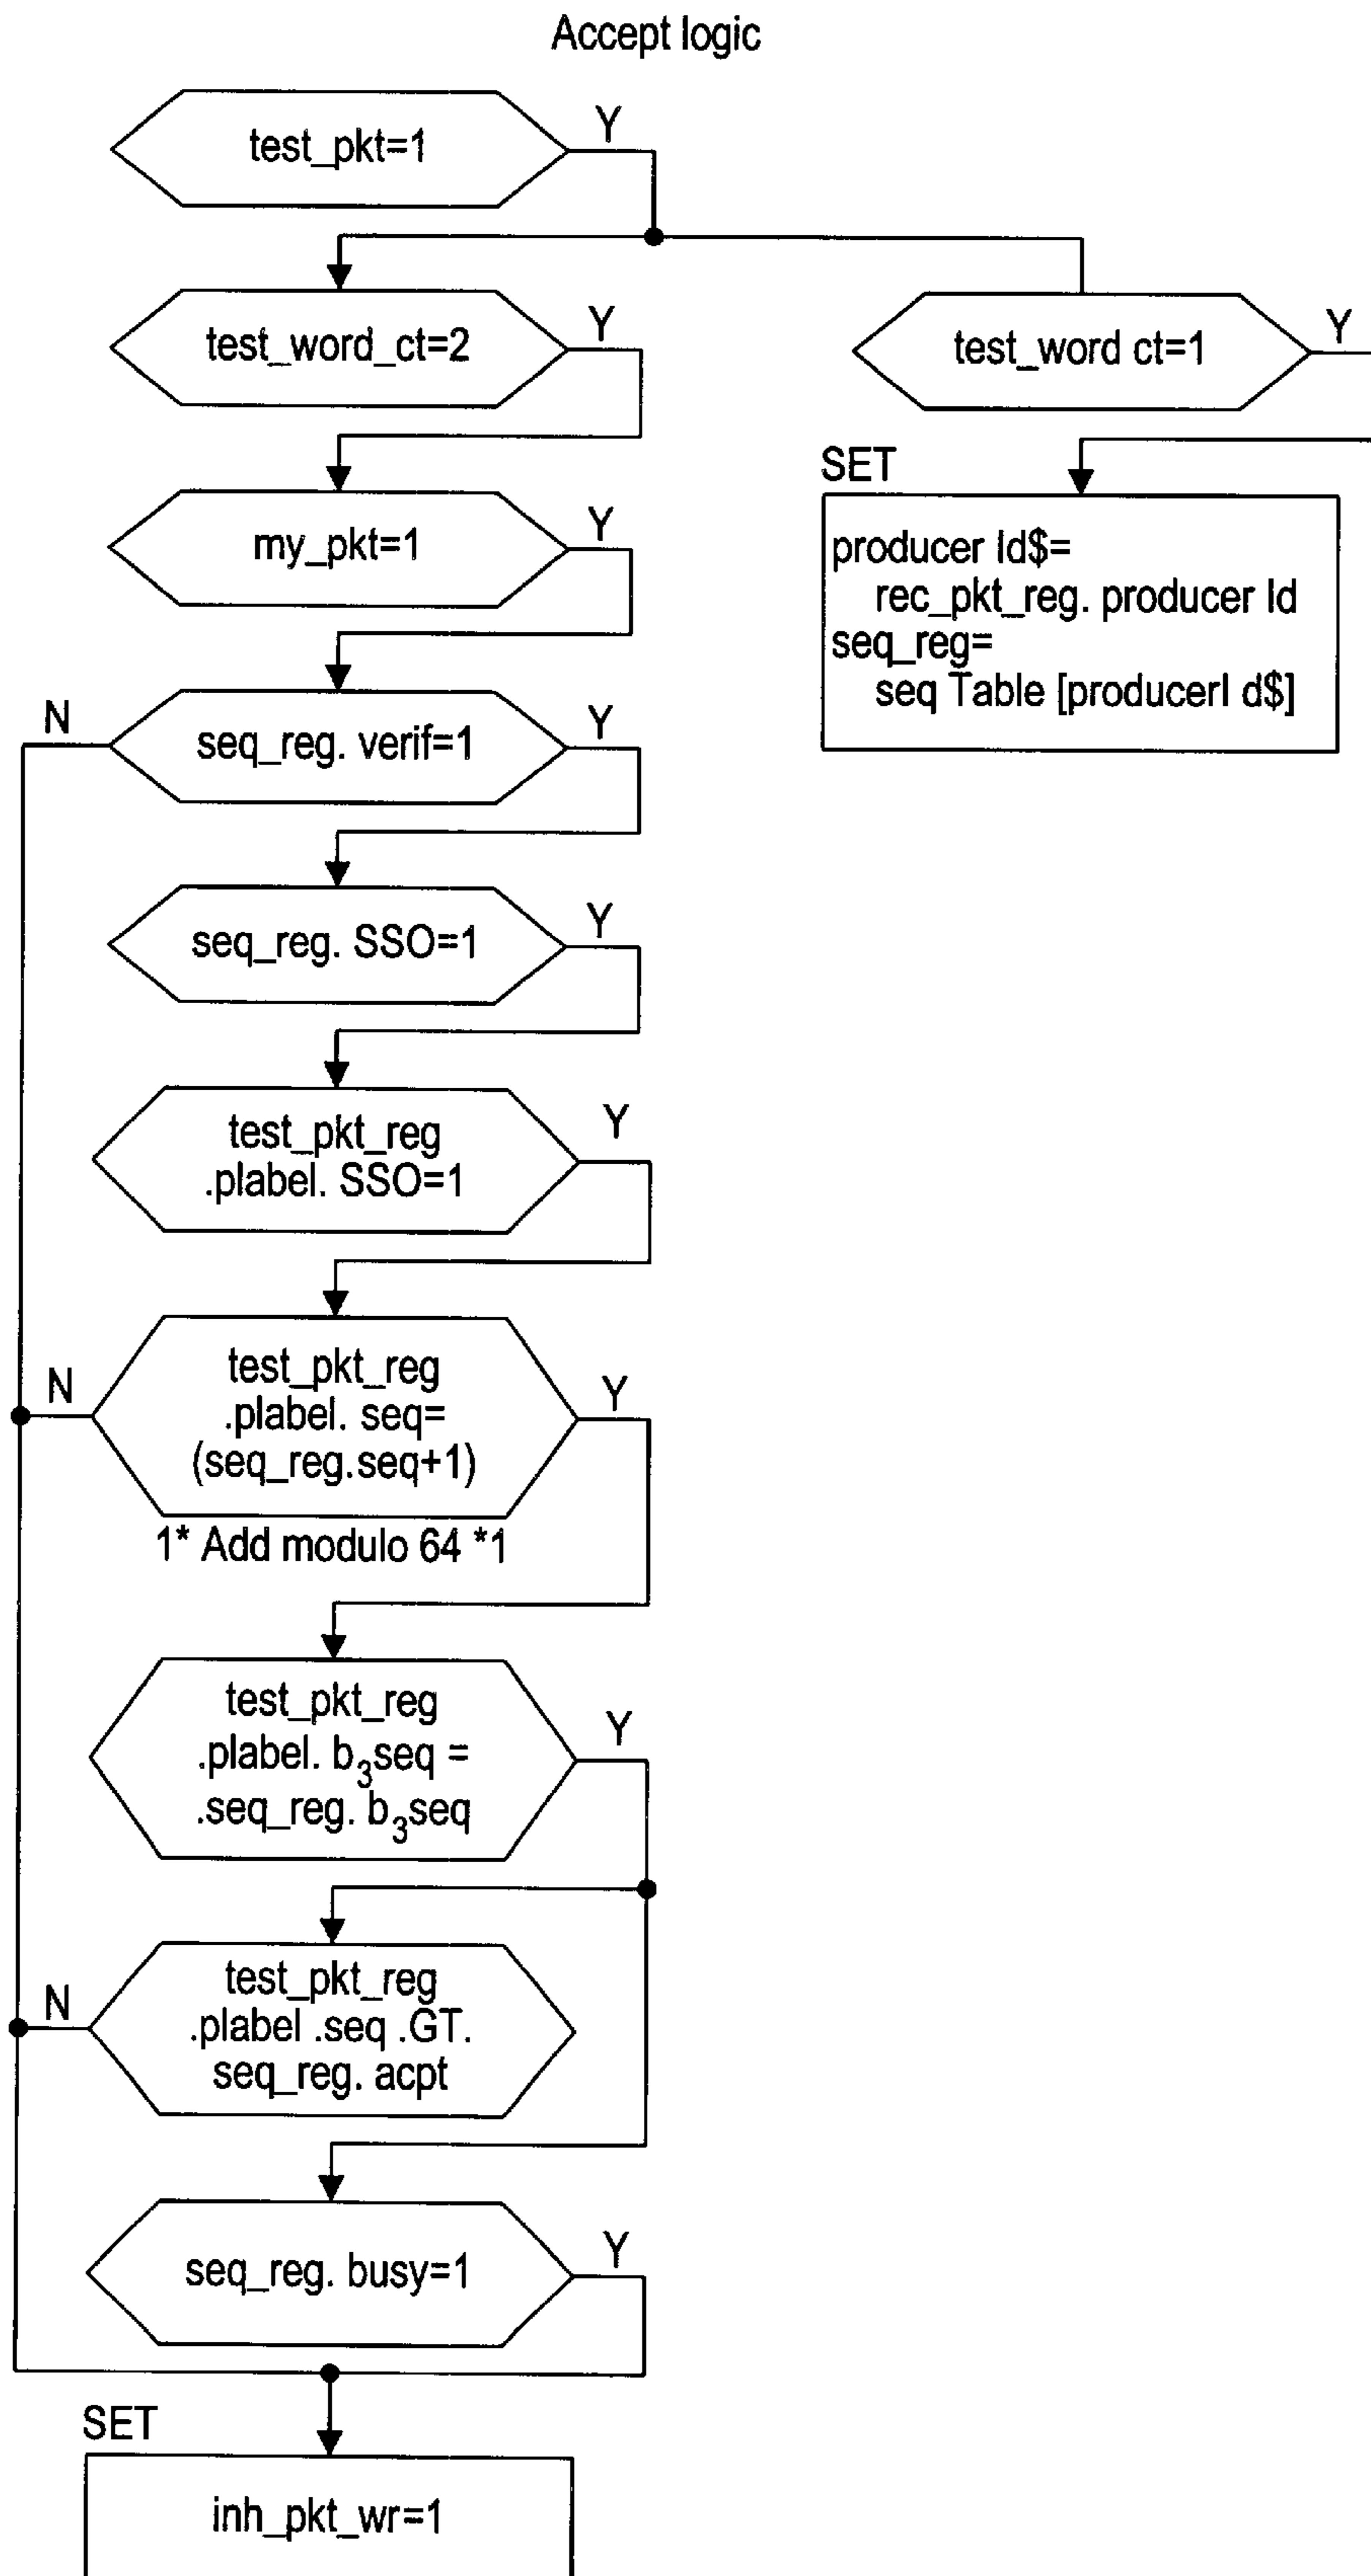 Accept logic
test_pkt=1
Y
test_word_ct=2
Y
test_word ct=1
Y
SET
producer Id$=
rec_pkt_reg. producer Id
seq_reg=
seq Table [producerI d$]
my_pkt=1
Y
N
seq_reg. verif=1
Y
seq_reg. SSO=1
Y
test_pkt_reg
.plabel. SSO=1
Y
N
test_pkt_reg
.plabel. seq=
(seq_reg.seq+1)
Y
1* Add modulo 64 *1
test_pkt_reg
.plabel. b₃seq =
.seq_reg. b₃seq
Y
N
test_pkt_reg
.plabel .seq .GT.
seq_reg. acpt
seq_reg. busy=1
Y
SET
inh_pkt_wr=1